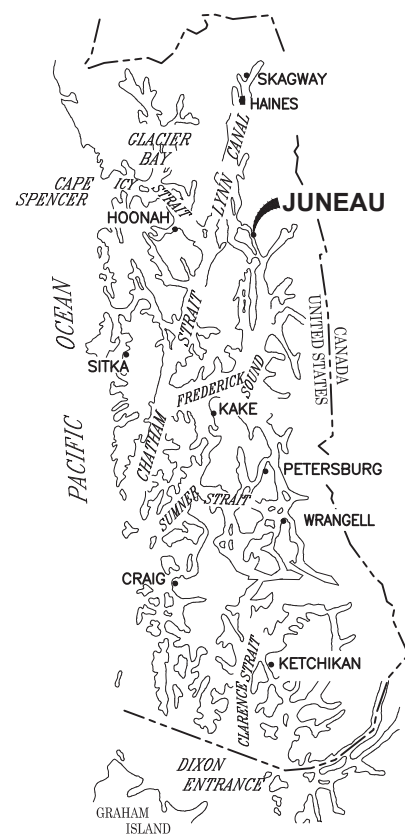 SKAGWAY
HAINES
GLACIER
BAY
LYNN CANAL
CAPE
SPENCER
ICY STRAIT
JUNEAU
HOONAH
PACIFIC OCEAN
CANADA
UNITED STATES
CHATHAM STRAIT
SITKA
FREDERICK SOUND
KAKE
PETERSBURG
SUMNER STRAIT
WRANGELL
CRAIG
CLARENCE STRAIT
KETCHIKAN
DIXON
ENTRANCE
GRAHAM
ISLAND